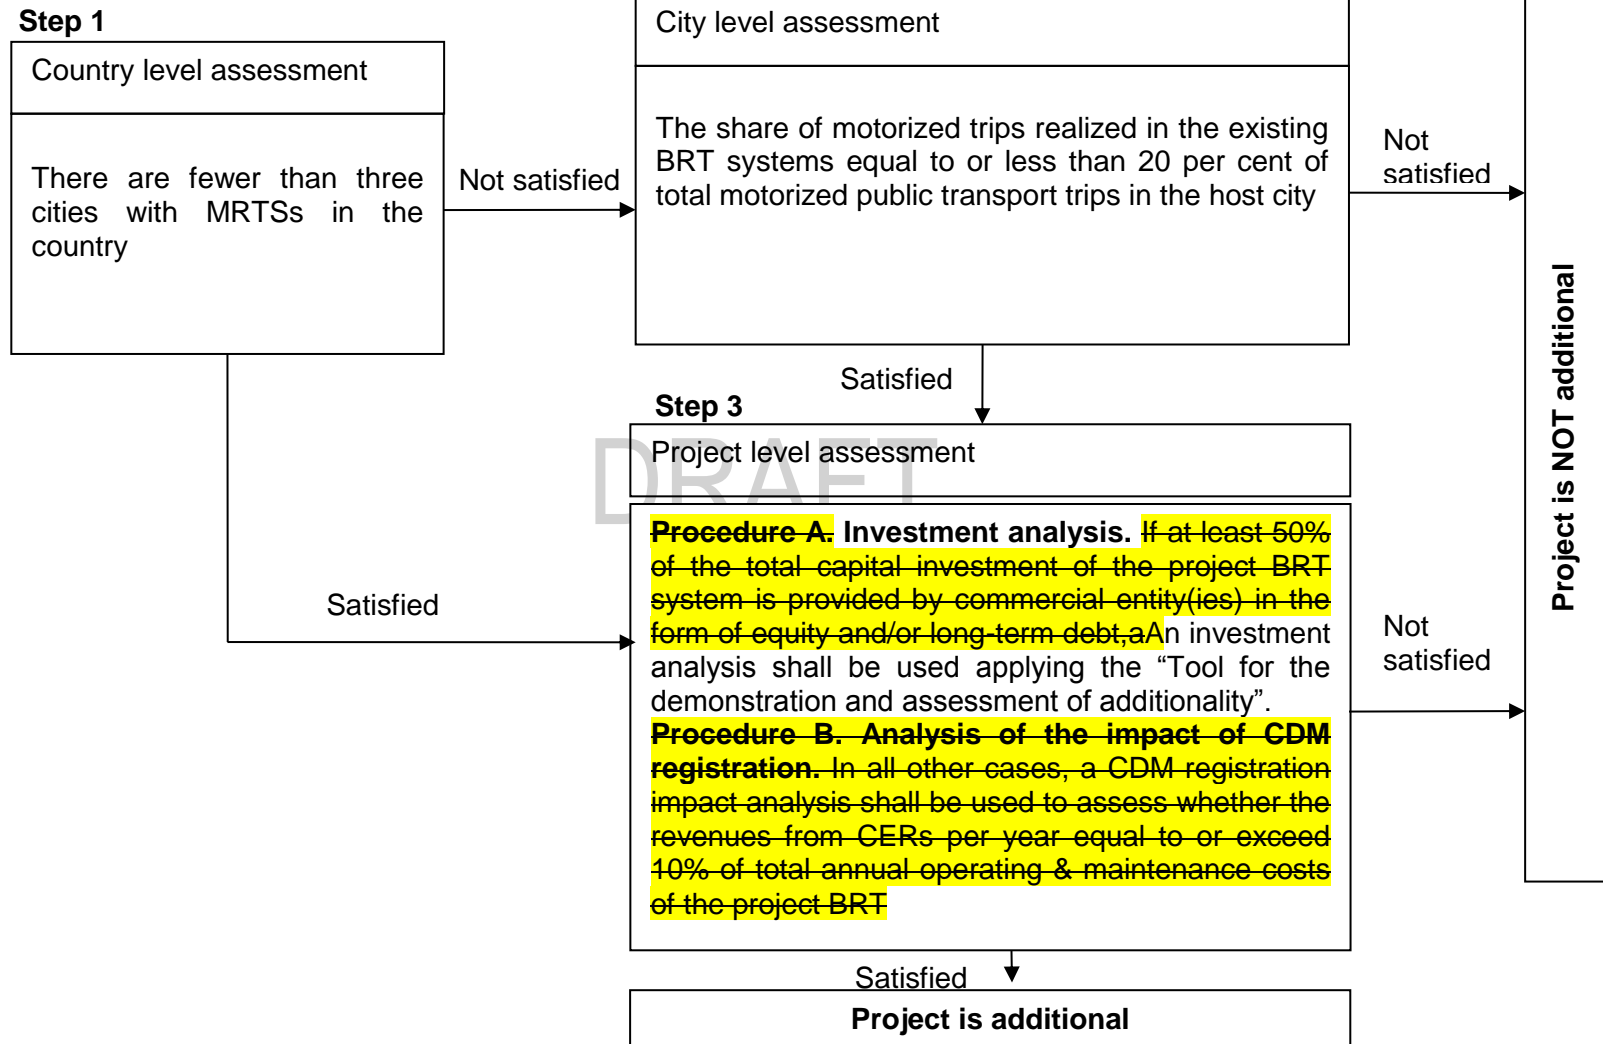 Step 1
Country level assessment
There are fewer than three
cities with MRTSs in the
country
Not satisfied
City level assessment
The share of motorized trips realized in the existing
BRT systems equal to or less than 20 per cent of
total motorized public transport trips in the host city
Not
satisfied
Satisfied
Step 3
Project level assessment
DRAFT
Procedure A. Investment analysis. If at least 50%
of the total capital investment of the project BRT
system is provided by commercial entity(ies) in the
form of equity and/or long-term debt,aAn investment
analysis shall be used applying the “Tool for the
demonstration and assessment of additionality”.
Procedure B. Analysis of the impact of CDM
registration. In all other cases, a CDM registration
impact analysis shall be used to assess whether the
revenues from CERs per year equal to or exceed
10% of total annual operating & maintenance costs
of the project BRT
Satisfied
Not
satisfied
Satisfied
Project is additional
Project is NOT additional